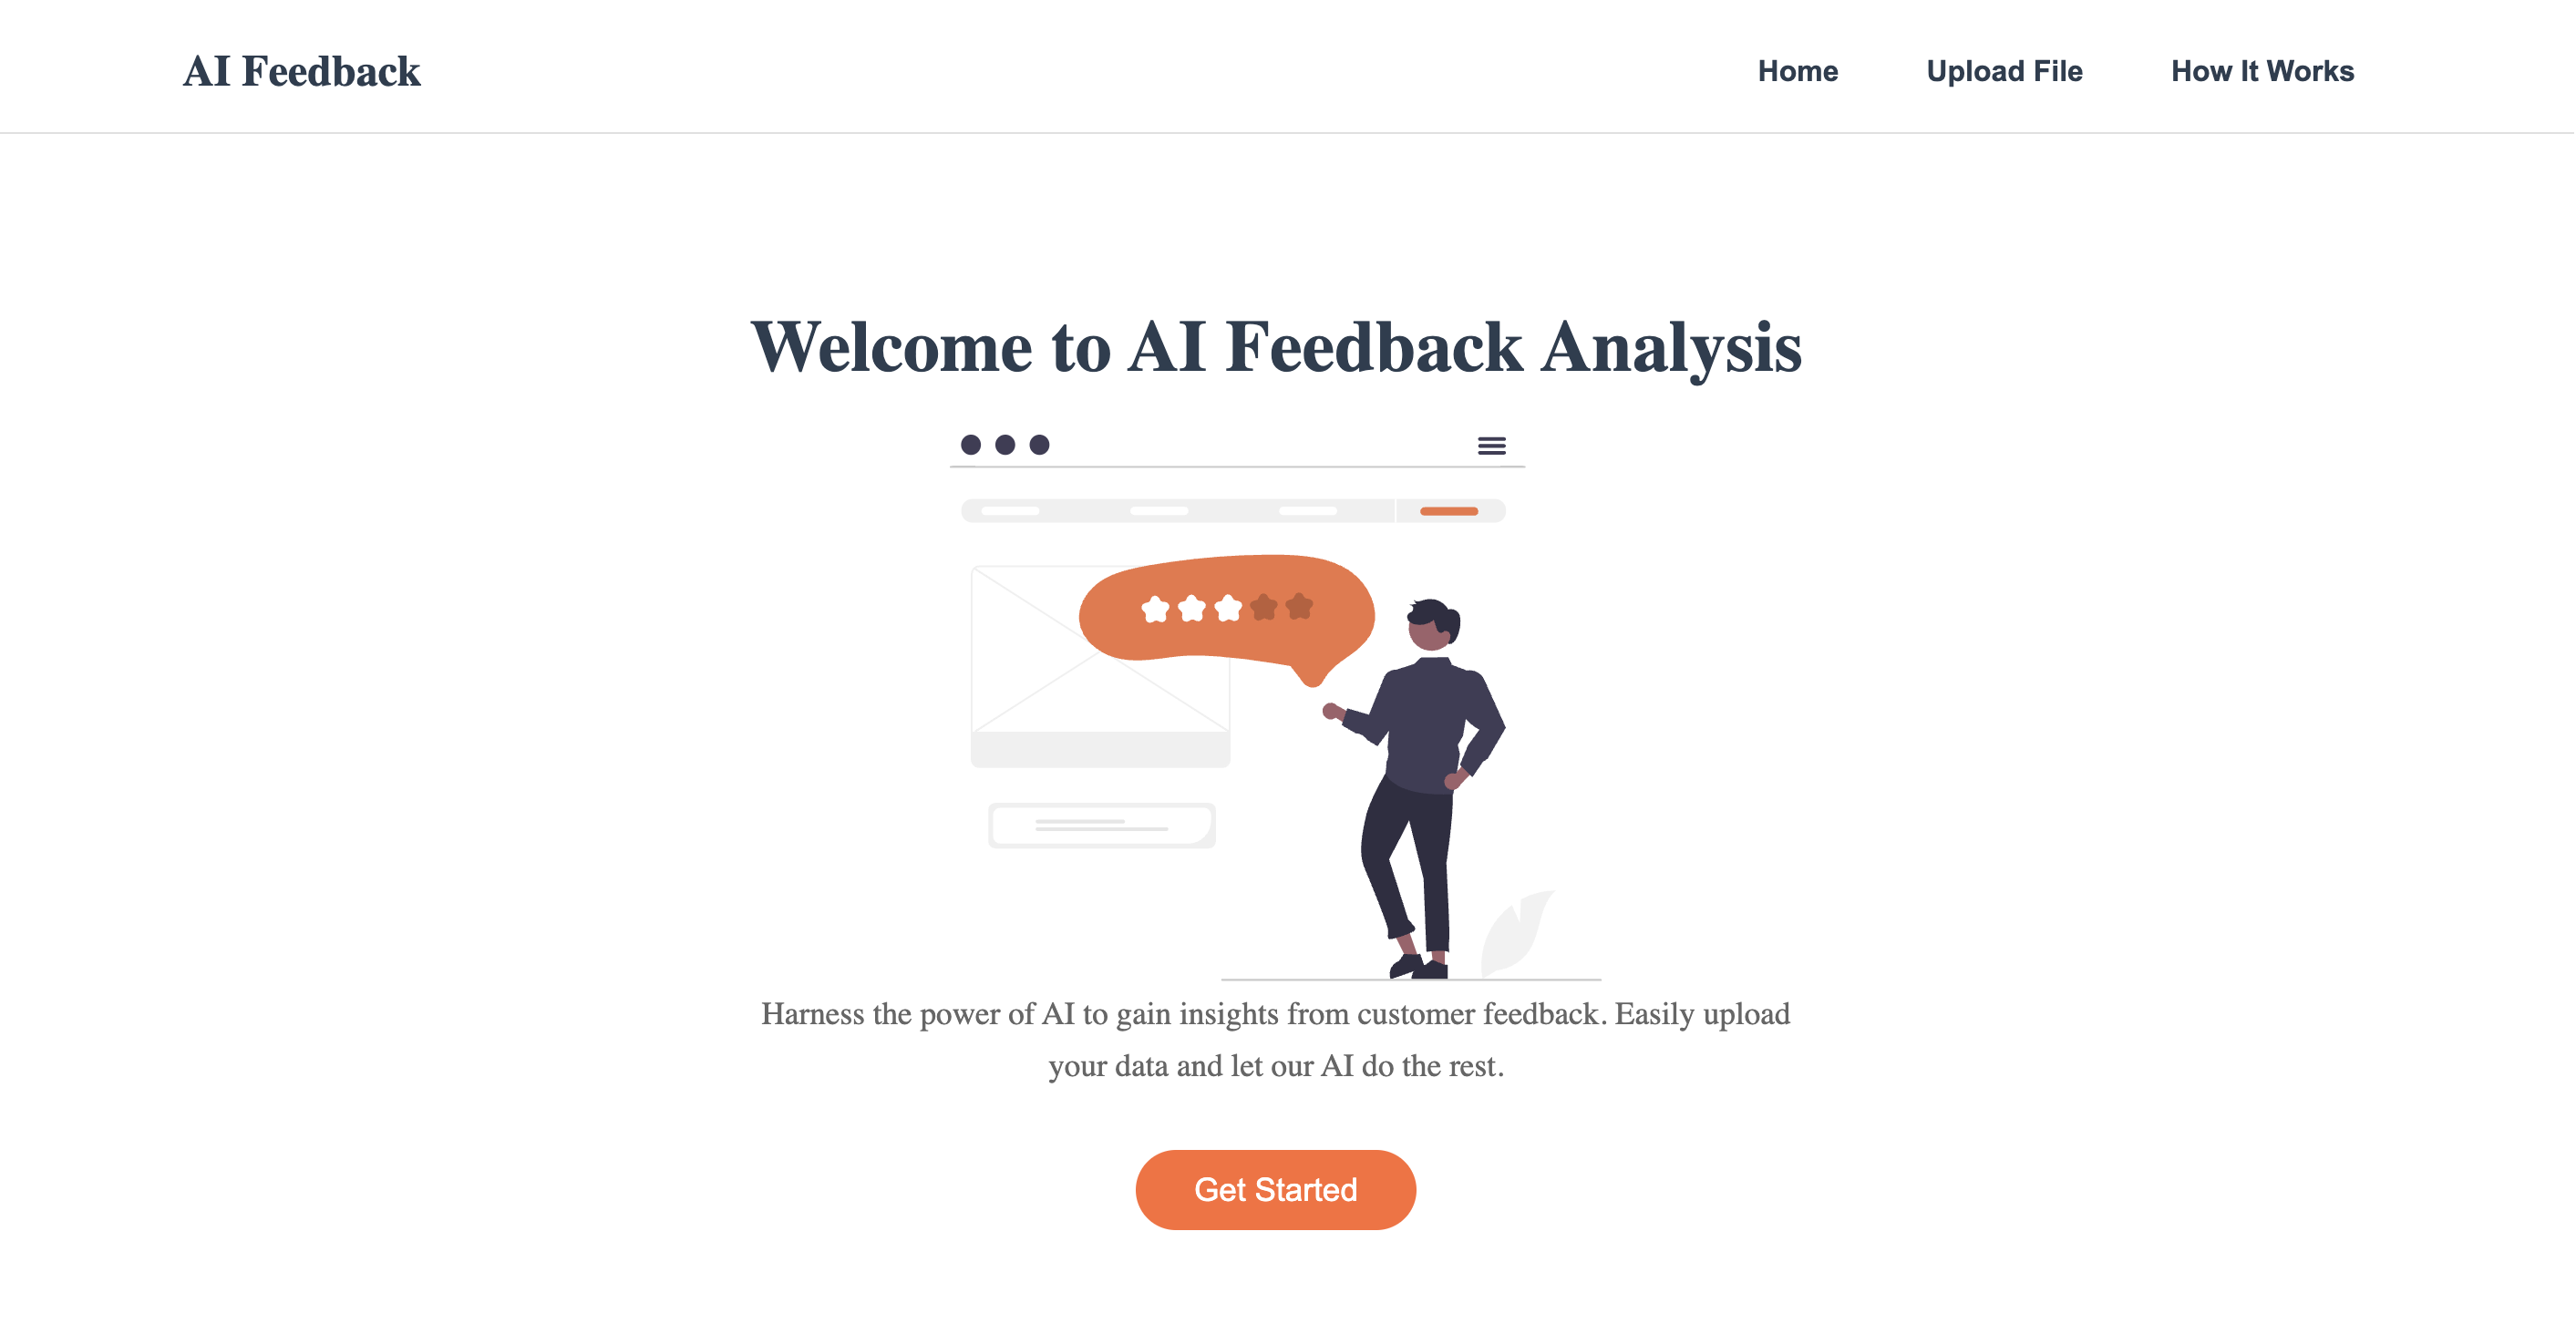 AI Feedback
Home
Upload File
How It Works
Welcome to AI Feedback Analysis
Harness the power of AI to gain insights from customer feedback. Easily upload
your data and let our AI do the rest.
Get Started